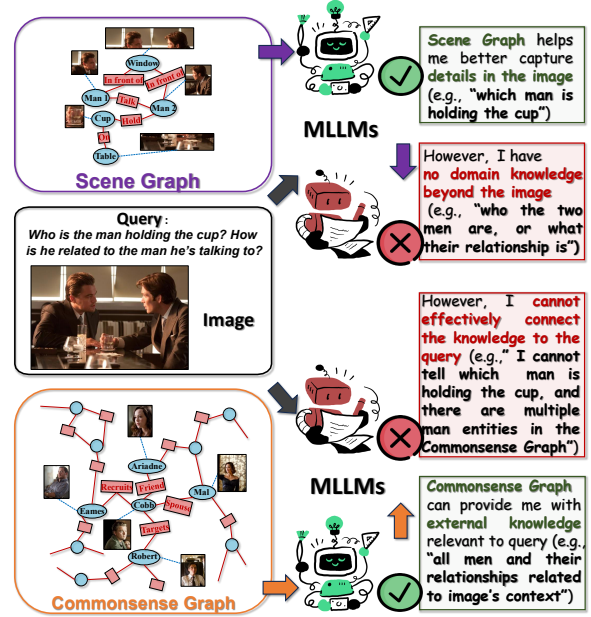 Window
In front of
In front of
Man 1
Talk
Man 2
Cup
Hold
On
Table
Scene Graph
MLLMs
Scene Graph helps
me better capture
details in the image
(e.g., “which man is
holding the cup”)
However, I have
no domain knowledge
beyond the image
(e.g., “who the two
men are, or what
their relationship is”)
Query:
Who is the man holding the cup? How
is he related to the man he’s talking to?
Image
However, I cannot
effectively connect
the knowledge to the
query (e.g.,” I cannot
tell which man is
holding the cup, and
there are multiple
man entities in the
Commonsense Graph”)
Ariadne
Recruits
Friend
Spouse
Mal
Eames
Cobb
Targets
Robert
Commonsense Graph
MLLMs
Commonsense Graph
can provide me with
external knowledge
relevant to query (e.g.,
“all men and their
relationships related
to image’s context”)